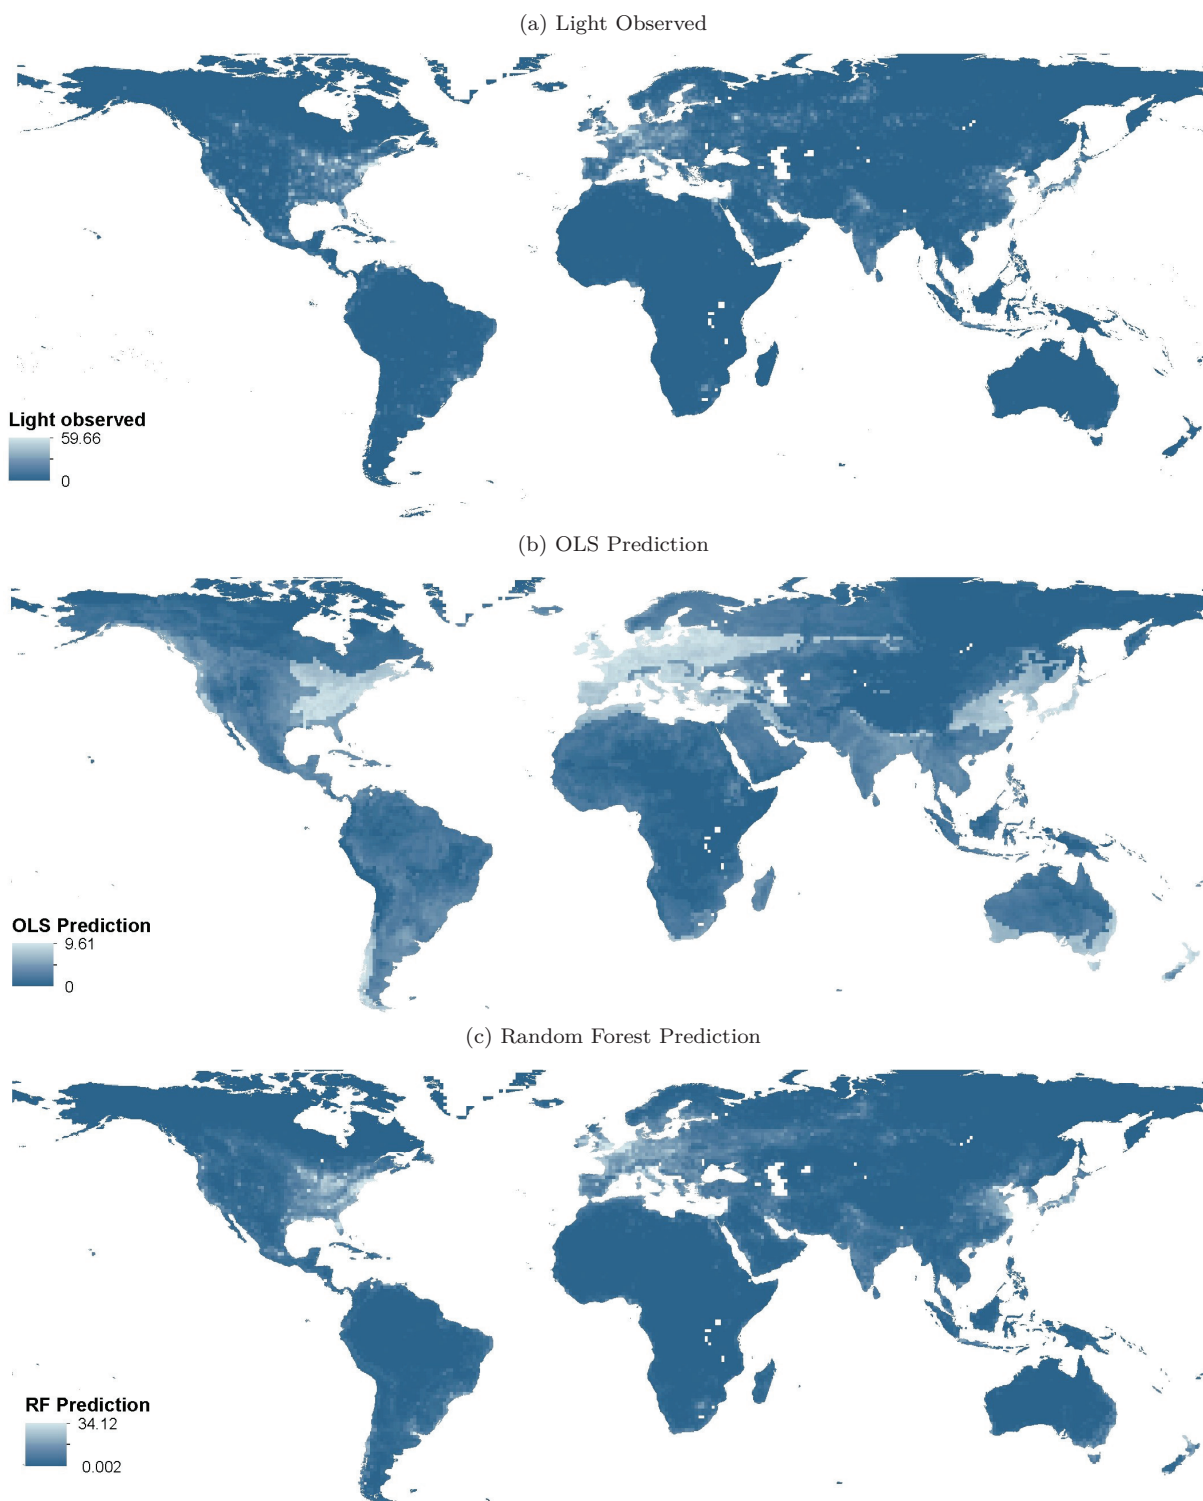 (a) Light Observed
Light observed
59.66
0
(b) OLS Prediction
OLS Prediction
9.61
0
(c) Random Forest Prediction
RF Prediction
34.12
0.002